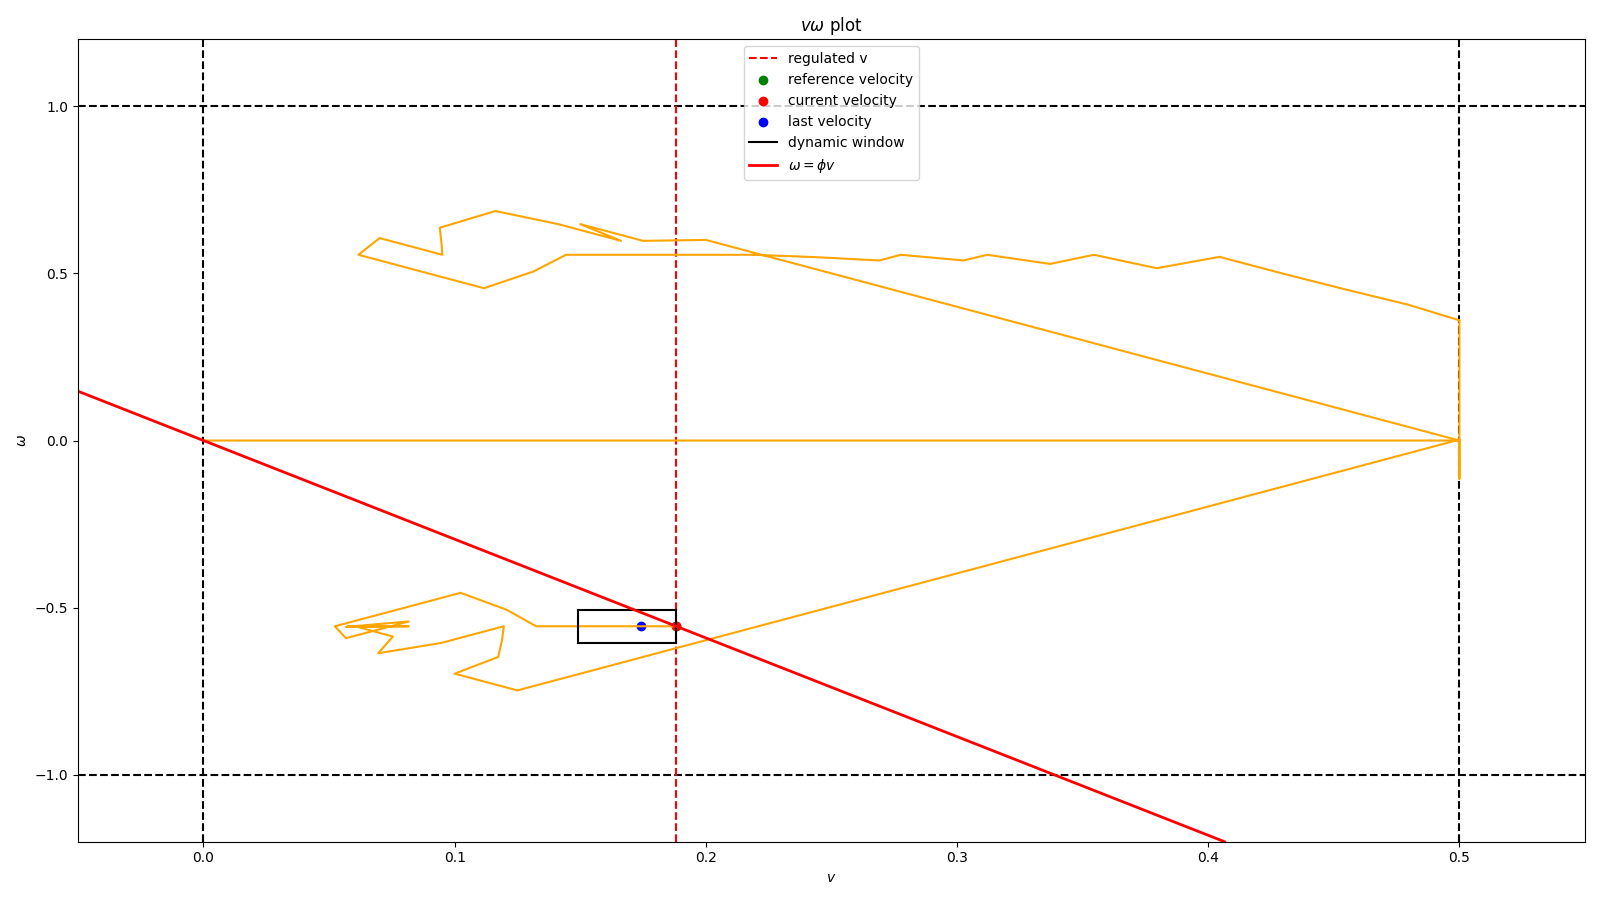 vω plot
regulated v
reference velocity
current velocity
last velocity
dynamic window
ω = ϕv
1.0
0.5
0.0
−0.5
−1.0
ω
0.0 0.1 0.2 0.3 0.4 0.5
v